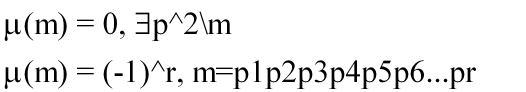 μ(m) = 0, ∃p^2\m
μ(m) = (-1)^r, m=p1p2p3p4p5p6...pr